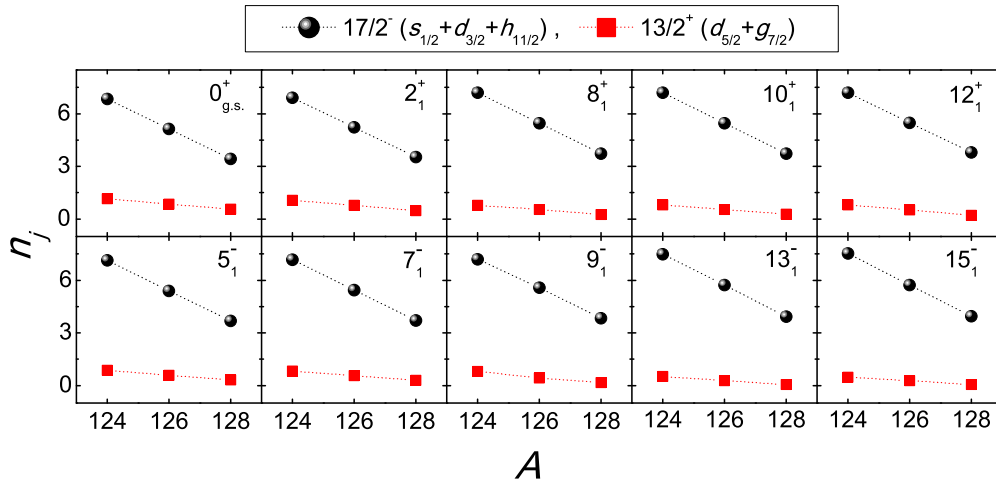 17/2⁻ (s₁/₂+d₃/₂+h₁₁/₂) , 13/2⁺ (d₅/₂+g₇/₂)
0⁺g.s. 2⁺₁ 8⁺₁ 10⁺₁ 12⁺₁
6
3
0
5⁻₁ 7⁻₁ 9⁻₁ 13⁻₁ 15⁻₁
6
3
0
nⱼ
124 126 128 124 126 128 124 126 128 124 126 128 124 126 128
A